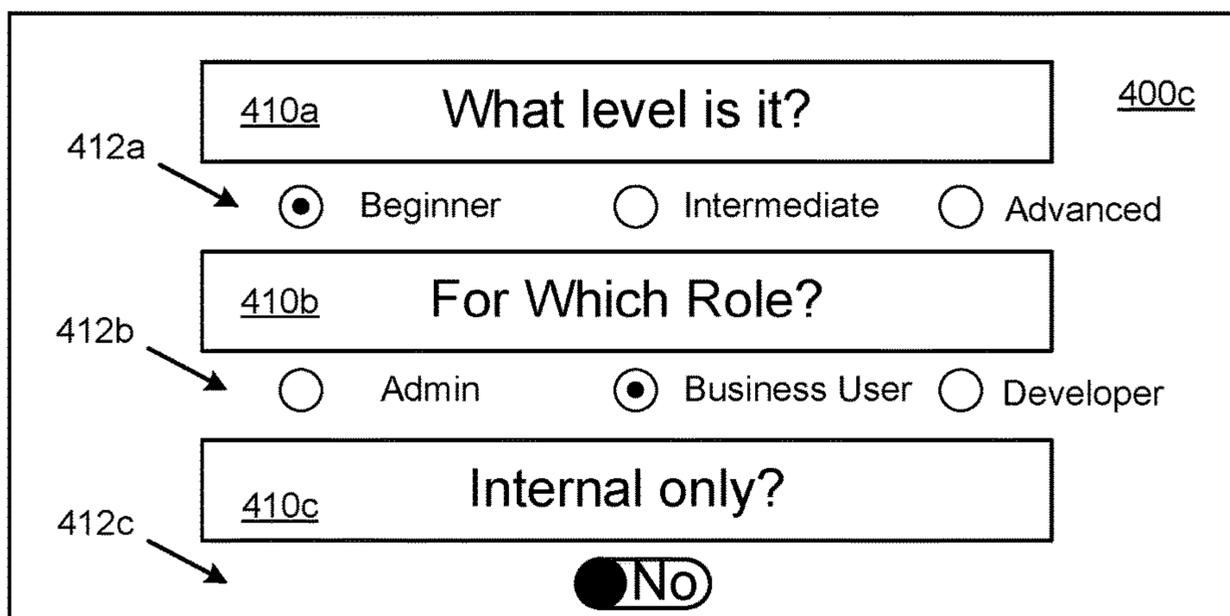 410a What level is it? 400c
412a
Beginner Intermediate Advanced
410b For Which Role?
412b
Admin Business User Developer
410c Internal only?
412c
No